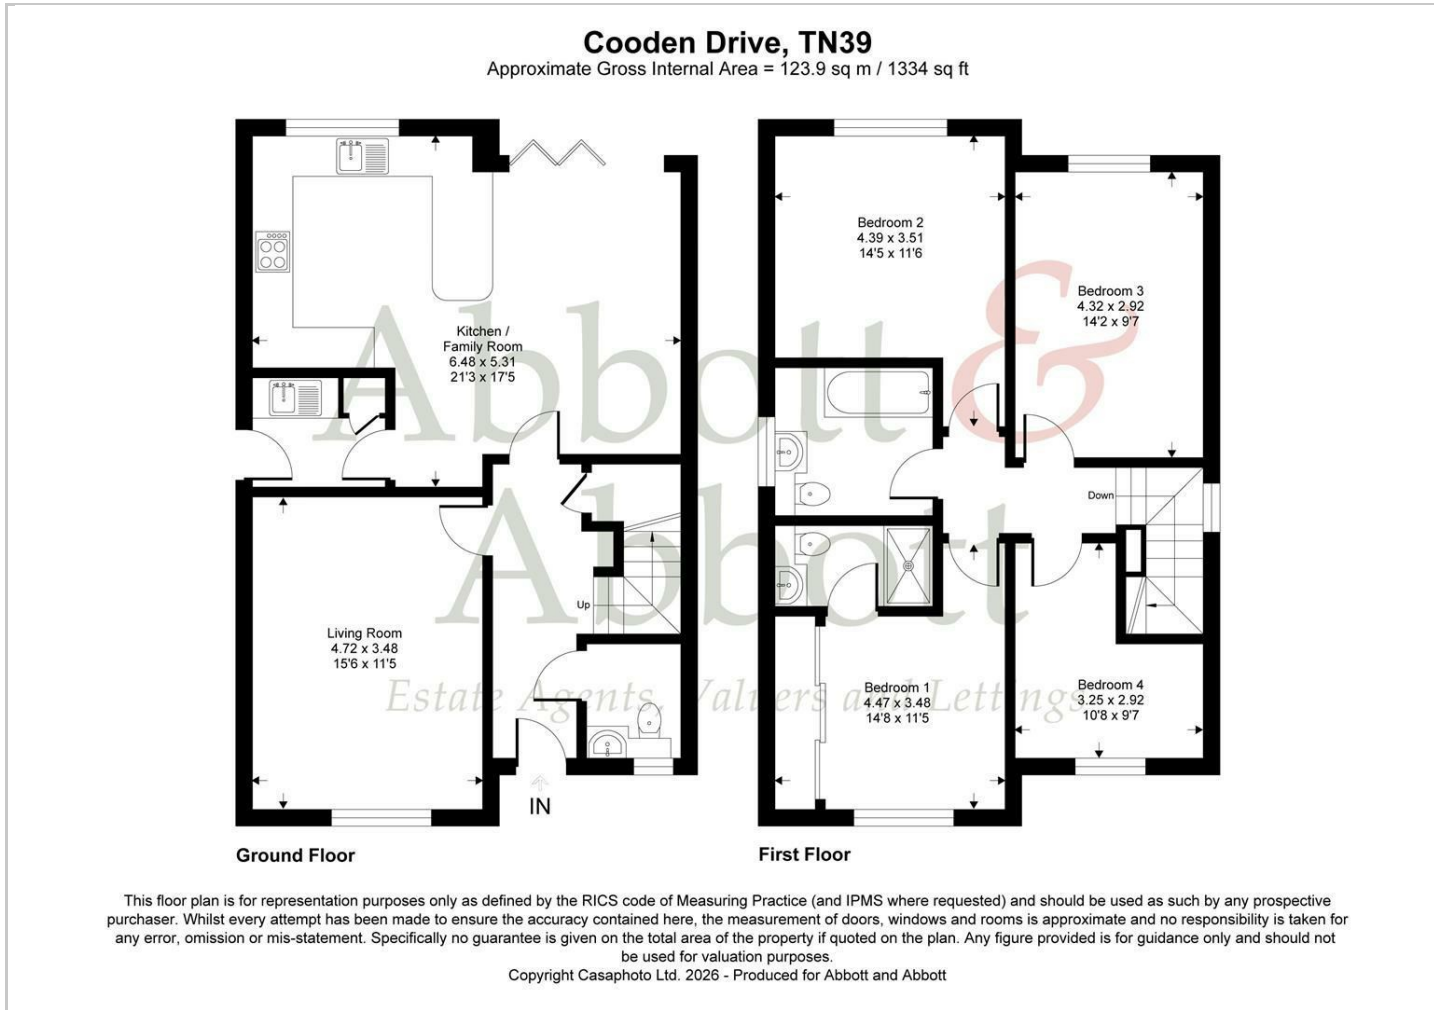 Cooden Drive, TN39
Approximate Gross Internal Area = 123.9 sq m / 1334 sq ft
Kitchen /
Family Room
6.48 x 5.31
21'3 x 17'5
Living Room
4.72 x 3.48
15'6 x 11'5
Up
IN
Ground Floor
Bedroom 2
4.39 x 3.51
14'5 x 11'6
Bedroom 3
4.32 x 2.92
14'2 x 9'7
Down
Bedroom 1
4.47 x 3.48
14'8 x 11'5
Bedroom 4
3.25 x 2.92
10'8 x 9'7
First Floor
Abbott &
Abbott
Estate Agents, Valuers and Lettings
This floor plan is for representation purposes only as defined by the RICS code of Measuring Practice (and IPMS where requested) and should be used as such by any prospective
purchaser. Whilst every attempt has been made to ensure the accuracy contained here, the measurement of doors, windows and rooms is approximate and no responsibility is taken for
any error, omission or mis-statement. Specifically no guarantee is given on the total area of the property if quoted on the plan. Any figure provided is for guidance only and should not
be used for valuation purposes.
Copyright Casaphoto Ltd. 2026 - Produced for Abbott and Abbott